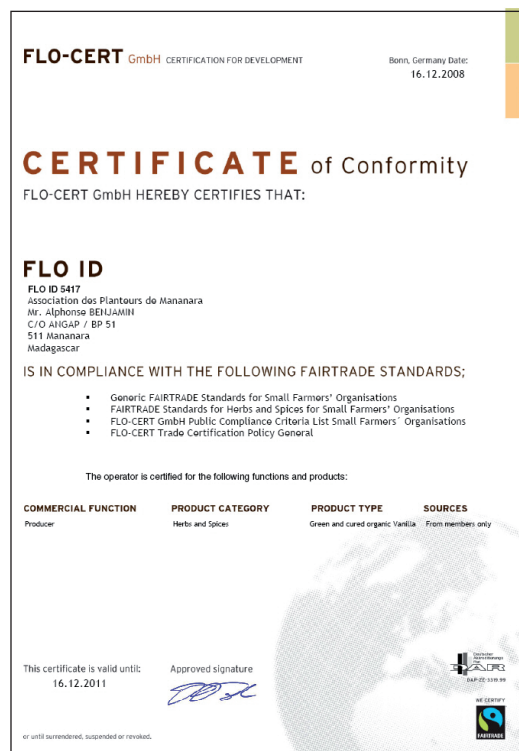 FLO-CERT GmbH CERTIFICATION FOR DEVELOPMENT
Bonn, Germany Date:
16.12.2008
CERTIFICATE of Conformity
FLO-CERT GmbH HEREBY CERTIFIES THAT:
FLO ID
FLO ID 5417
Association des Planteurs de Mananara
Mr. Alphonse BENJAMIN
C/O ANGAP / BP 51
511 Mananara
Madagascar
IS IN COMPLIANCE WITH THE FOLLOWING FAIRTRADE STANDARDS;
▪ Generic FAIRTRADE Standards for Small Farmers' Organisations
▪ FAIRTRADE Standards for Herbs and Spices for Small Farmers' Organisations
▪ FLO-CERT GmbH Public Compliance Criteria List Small Farmers´ Organisations
▪ FLO-CERT Trade Certification Policy General
The operator is certified for the following functions and products:
COMMERCIAL FUNCTION PRODUCT CATEGORY PRODUCT TYPE SOURCES
Producer Herbs and Spices Green and cured organic Vanilla From members only
This certificate is valid until:
16.12.2011
Approved signature
or until surrendered, suspended or revoked.
Deutscher
Akkreditierungs
Rat
DAR
WE CERTIFY
FAIRTRADE